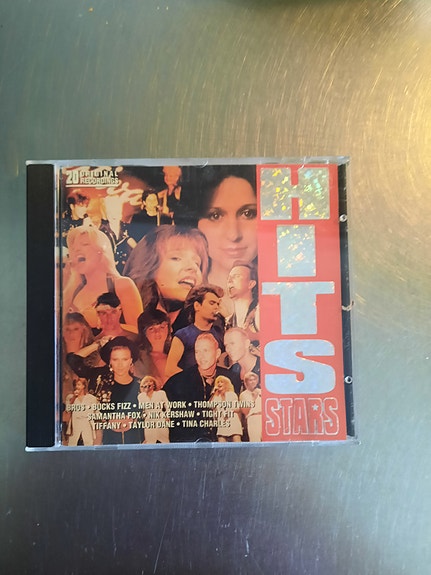 20 ORIGINAL
RECORDINGS
HITS
STARS
BROS • BUCKS FIZZ • MEN AT WORK • THOMPSON TWINS
SAMANTHA FOX • NIK KERSHAW • TIGHT FIT
TIFFANY • TAYLOR DANE • TINA CHARLES